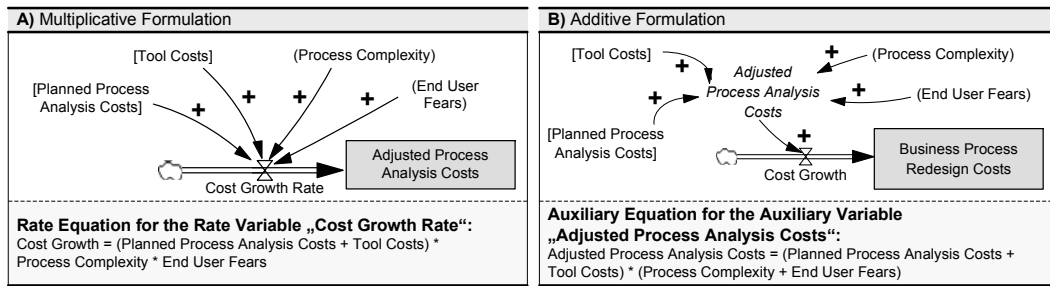 A) Multiplicative Formulation
[Tool Costs]
(Process Complexity)
[Planned Process
Analysis Costs]
(End User
Fears)
+
+
+
+
Adjusted Process
Analysis Costs
Cost Growth Rate
Rate Equation for the Rate Variable „Cost Growth Rate“:
Cost Growth = (Planned Process Analysis Costs + Tool Costs) *
Process Complexity * End User Fears
B) Additive Formulation
[Tool Costs]
+
(Process Complexity)
+
Adjusted
Process Analysis
Costs
+
(End User Fears)
+
[Planned Process
Analysis Costs]
+
Business Process
Redesign Costs
Cost Growth
Auxiliary Equation for the Auxiliary Variable
„Adjusted Process Analysis Costs“:
Adjusted Process Analysis Costs = (Planned Process Analysis Costs +
Tool Costs) * (Process Complexity + End User Fears)